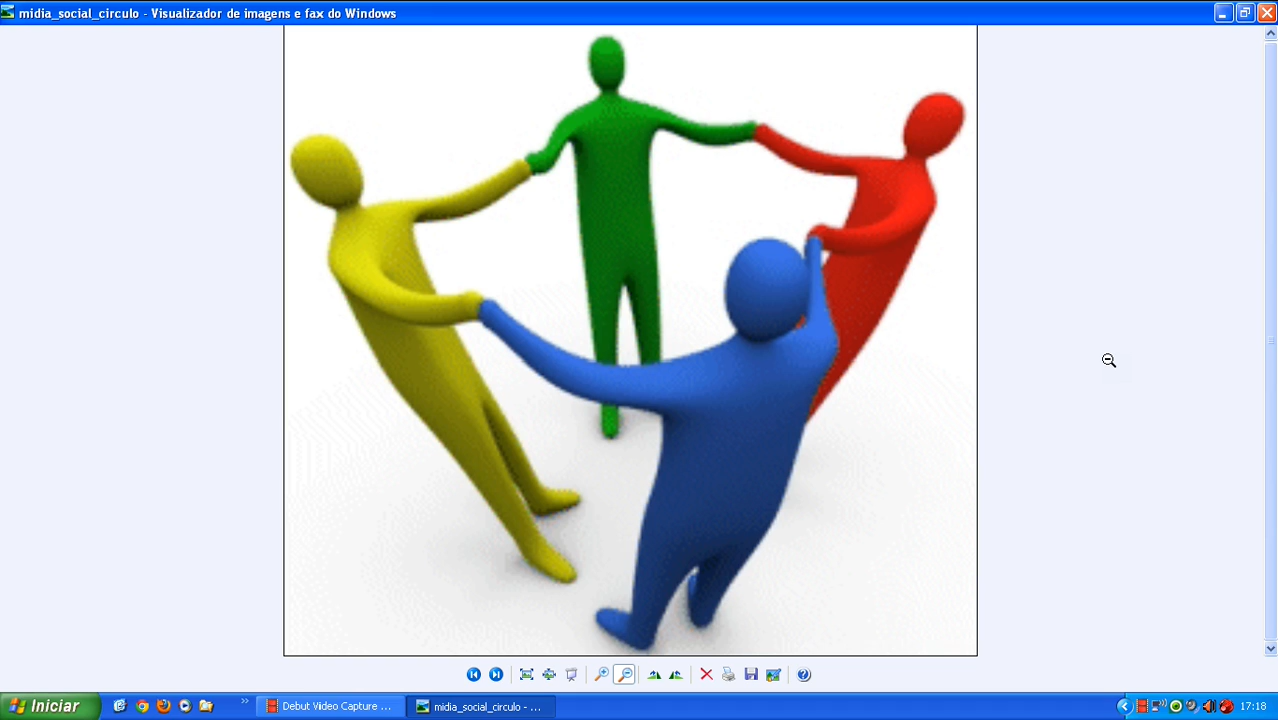 midia_social_circulo - Visualizador de imagens e fax do Windows
Iniciar
Debut Video Capture ...
midia_social_circulo - ...
17:18